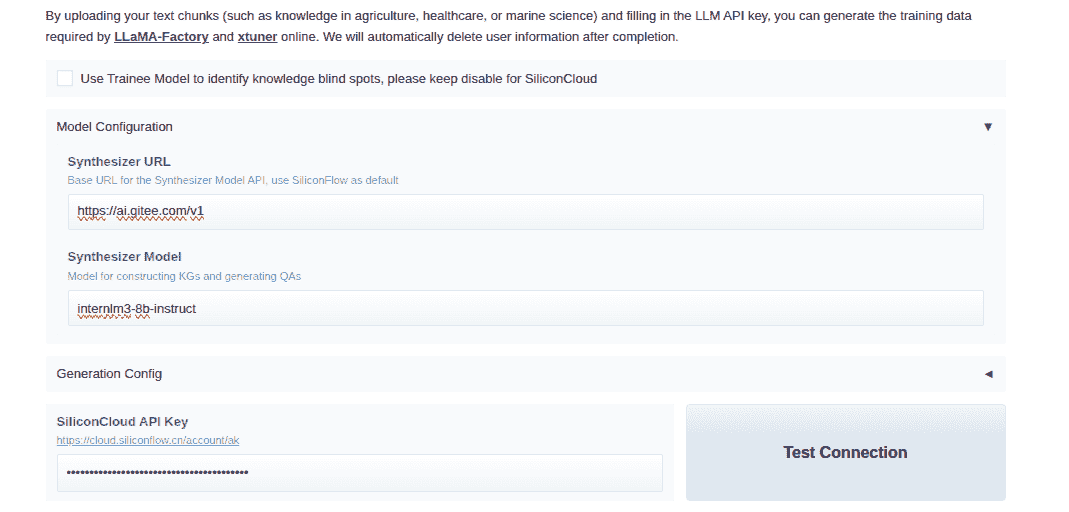 By uploading your text chunks (such as knowledge in agriculture, healthcare, or marine science) and filling in the LLM API key, you can generate the training data
required by LLaMA-Factory and xtuner online. We will automatically delete user information after completion.
Use Trainee Model to identify knowledge blind spots, please keep disable for SiliconCloud
Model Configuration ▼
Synthesizer URL
Base URL for the Synthesizer Model API, use SiliconFlow as default
https://ai.gitee.com/v1
Synthesizer Model
Model for constructing KGs and generating QAs
internlm3-8b-instruct
Generation Config ◀
SiliconCloud API Key
https://cloud.siliconflow.cn/account/ak
Test Connection